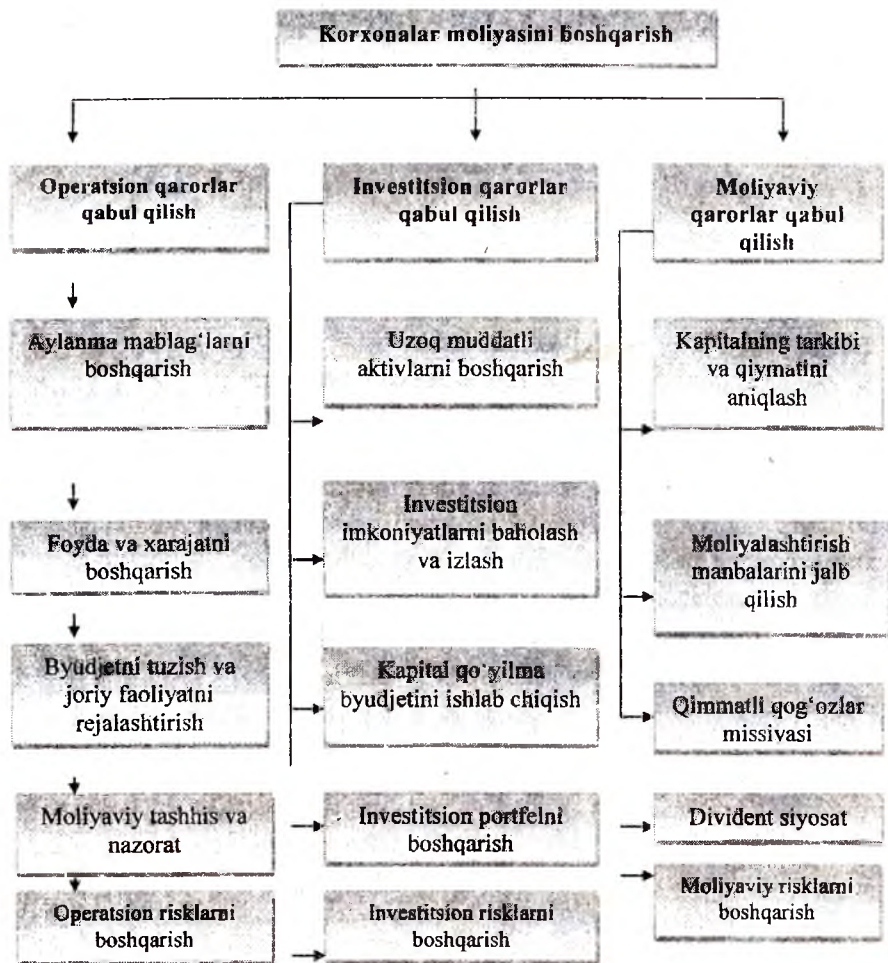 Korxonalar moliyasini boshqarish
Operatsion qarorlar
qabul qilish
Aylanma mablag‘larni
boshqarish
Foyda va xarajatni
boshqarish
Byudjetni tuzish va
joriy faoliyatni
rejalashtirish
Moliyaviy tashhis va
nazorat
Operatsion risklarni
boshqarish
Investitsion qarorlar
qabul qilish
Uzoq muddatli
aktivlarni boshqarish
Investitsion
imkoniyatlarni baholash
va izlash
Kapital qo‘yilma
byudjetini ishlab chiqish
Investitsion portfelni
boshqarish
Investitsion risklarni
boshqarish
Moliyaviy
qarorlar qabul
qilish
Kapitalning tarkibi
va qiymatini
aniqlash
Moliyalashtirish
manbalarini jalb
qilish
Qimmatli qog‘ozlar
missivasi
Divident siyosat
Moliyaviy risklarni
boshqarish